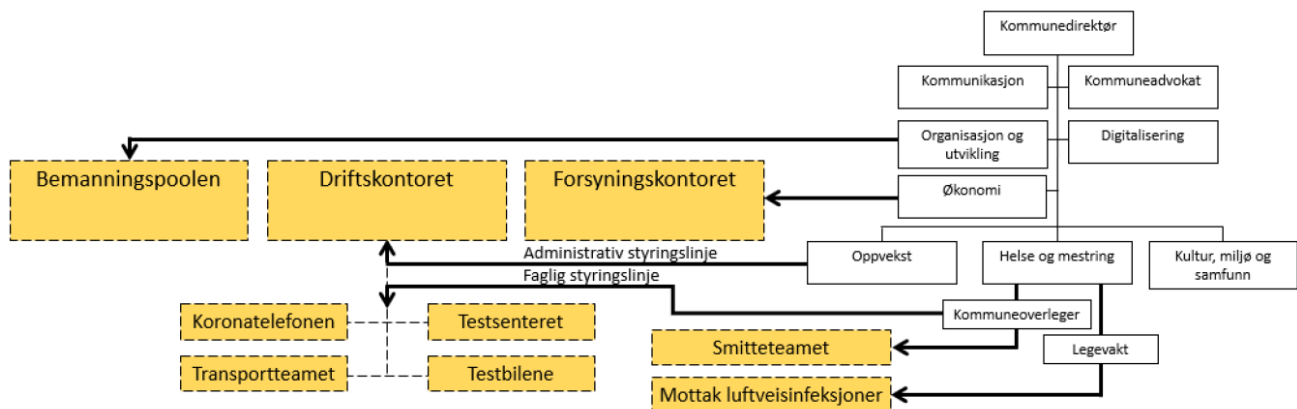 Kommunedirektør
Kommunikasjon
Kommuneadvokat
Organisasjon og
utvikling
Digitalisering
Bemanningspoolen
Driftskontoret
Forsyningskontoret
Økonomi
Administrativ styringslinje
Oppvekst
Helse og mestring
Kultur, miljø og
samfunn
Faglig styringslinje
Koronatelefonen
Testsenteret
Kommuneoverleger
Smitteteamet
Legevakt
Transportteamet
Testbilene
Mottak luftveisinfeksjoner